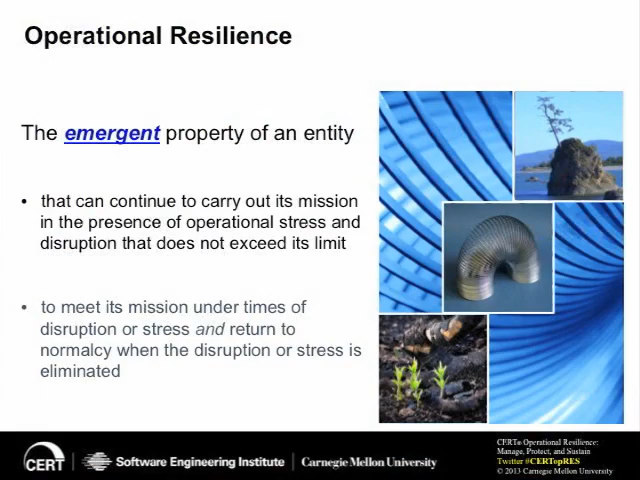 Operational Resilience
The emergent property of an entity
• that can continue to carry out its mission
in the presence of operational stress and
disruption that does not exceed its limit
• to meet its mission under times of
disruption or stress and return to
normalcy when the disruption or stress is
eliminated
CERT
Software Engineering Institute
Carnegie Mellon University
CERT® Operational Resilience:
Manage, Protect, and Sustain
Twitter #CERTopRES
© 2013 Carnegie Mellon University